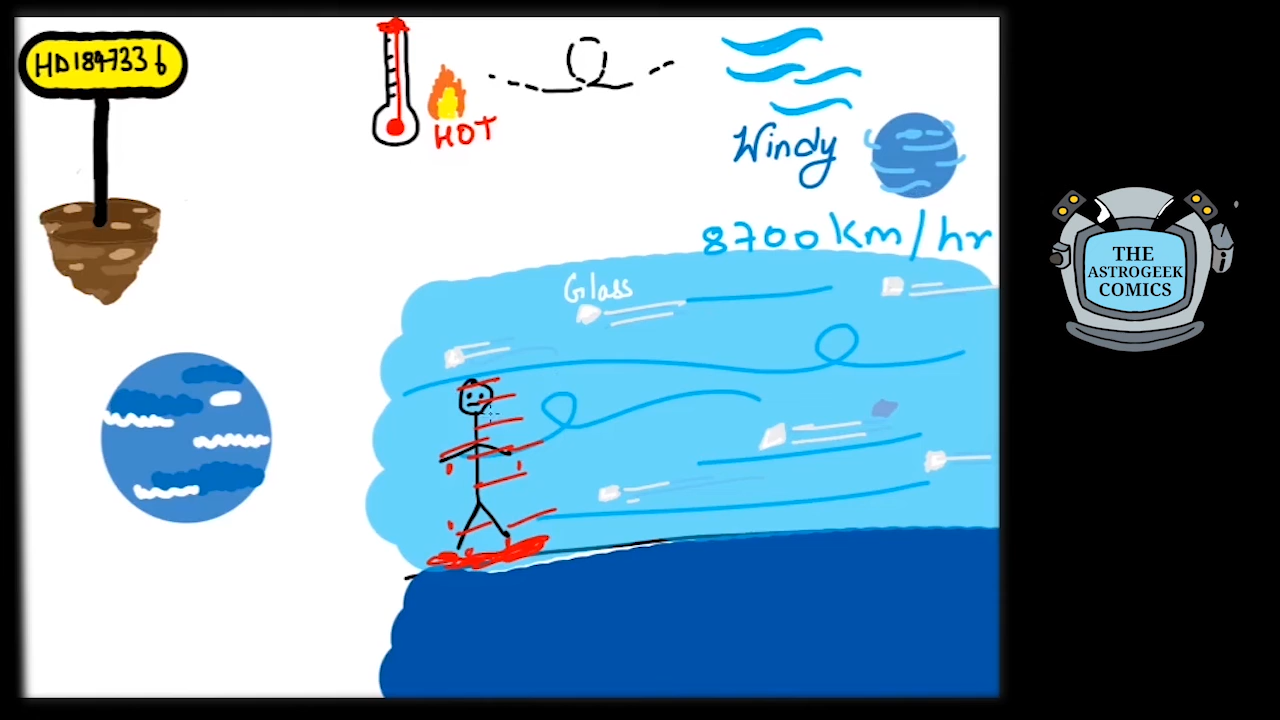 HD189733 b
HOT
Windy
8700 km/hr
Glass
THE
ASTROGEEK
COMICS